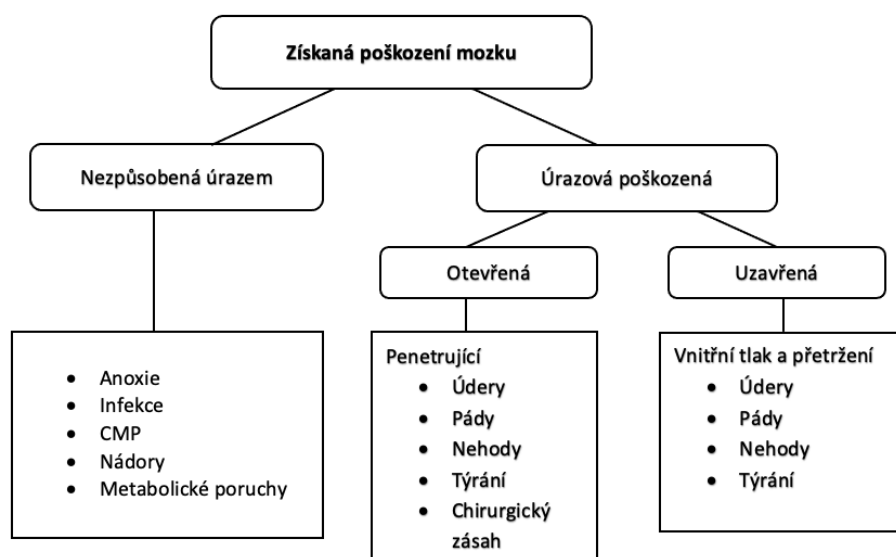 Získaná poškození mozku
Nezpůsobená úrazem
Úrazová poškozená
Otevřená
Uzavřená
• Anoxie
• Infekce
• CMP
• Nádory
• Metabolické poruchy
Penetrující
• Údery
• Pády
• Nehody
• Týrání
• Chirurgický
zásah
Vnitřní tlak a přetržení
• Údery
• Pády
• Nehody
• Týrání